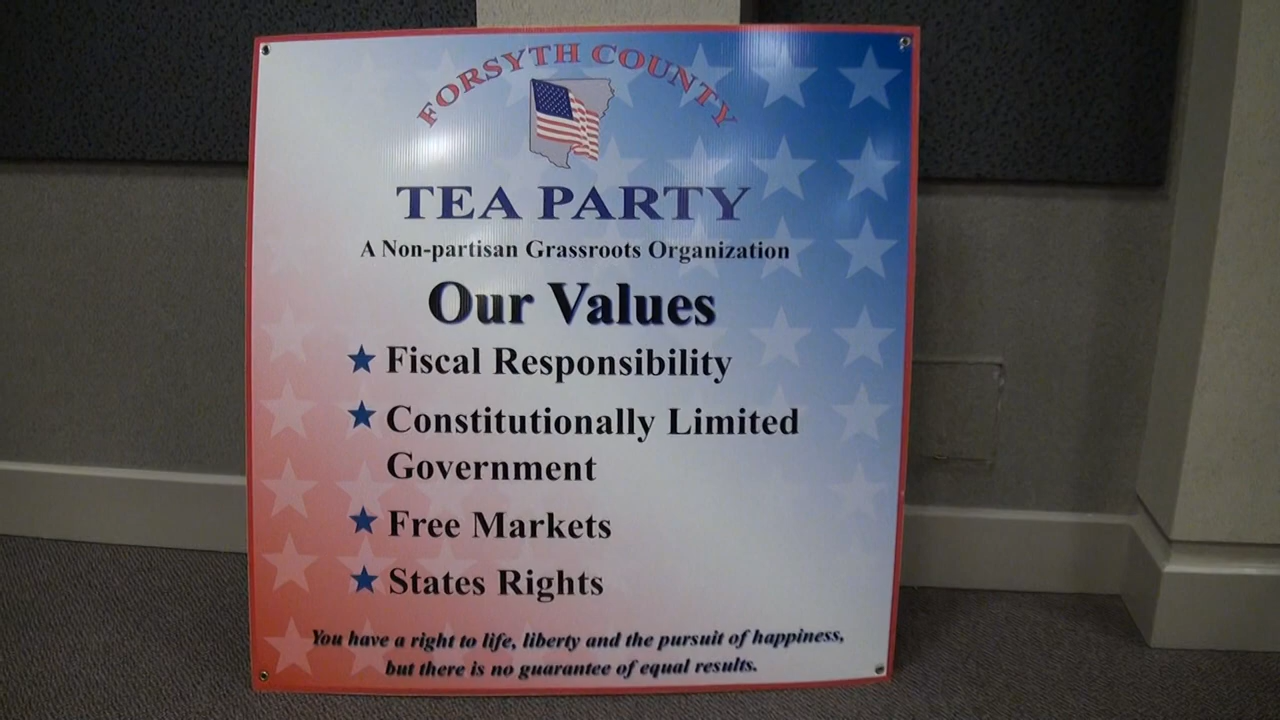 FORSYTH COUNTY
TEA PARTY
A Non-partisan Grassroots Organization
Our Values
Fiscal Responsibility
Constitutionally Limited
Government
Free Markets
States Rights
You have a right to life, liberty and the pursuit of happiness,
but there is no guarantee of equal results.